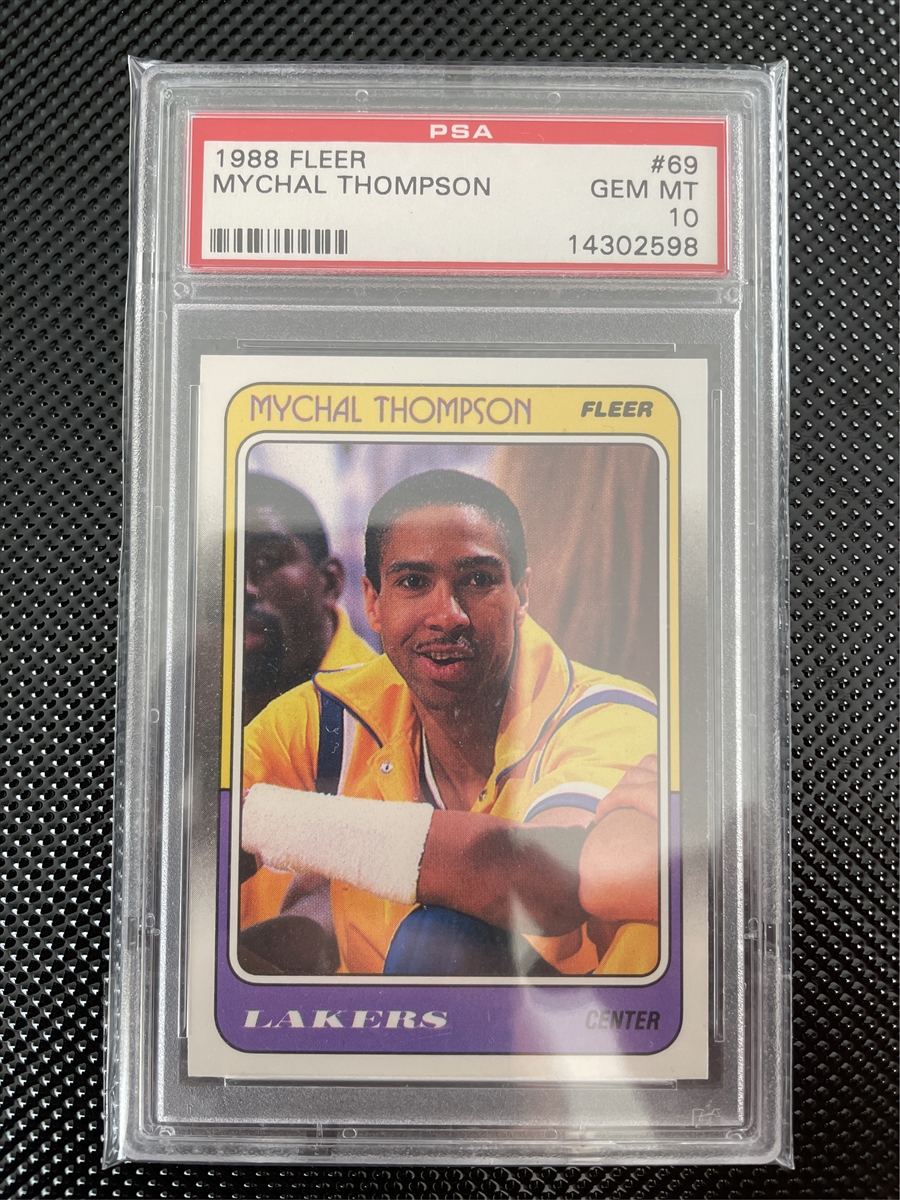 PSA
1988 FLEER #69
MYCHAL THOMPSON GEM MT
10
14302598
MYCHAL THOMPSON FLEER
LAKERS CENTER